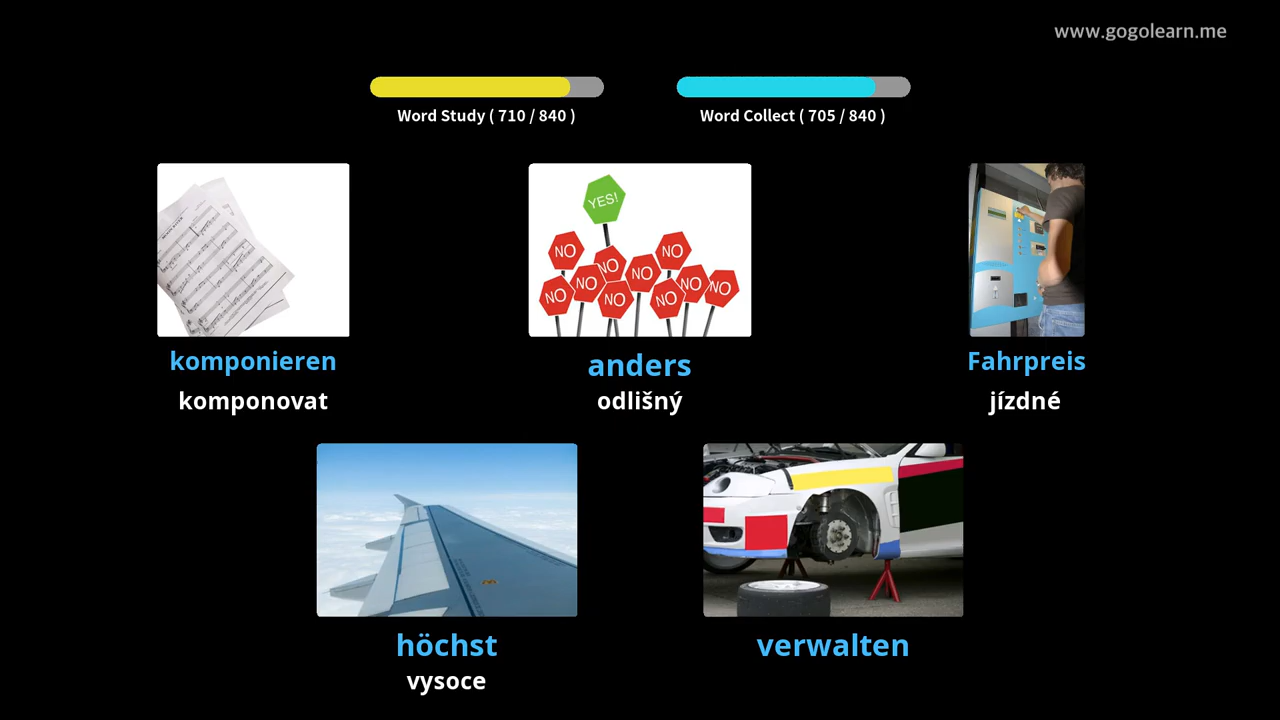 www.gogolearn.me
Word Study ( 710 / 840 )
Word Collect ( 705 / 840 )
YES!
NO
NO
NO
NO
NO
NO
NO
NO
NO
NO
komponieren
komponovat
anders
odlišný
Fahrpreis
jízdné
höchst
vysoce
verwalten